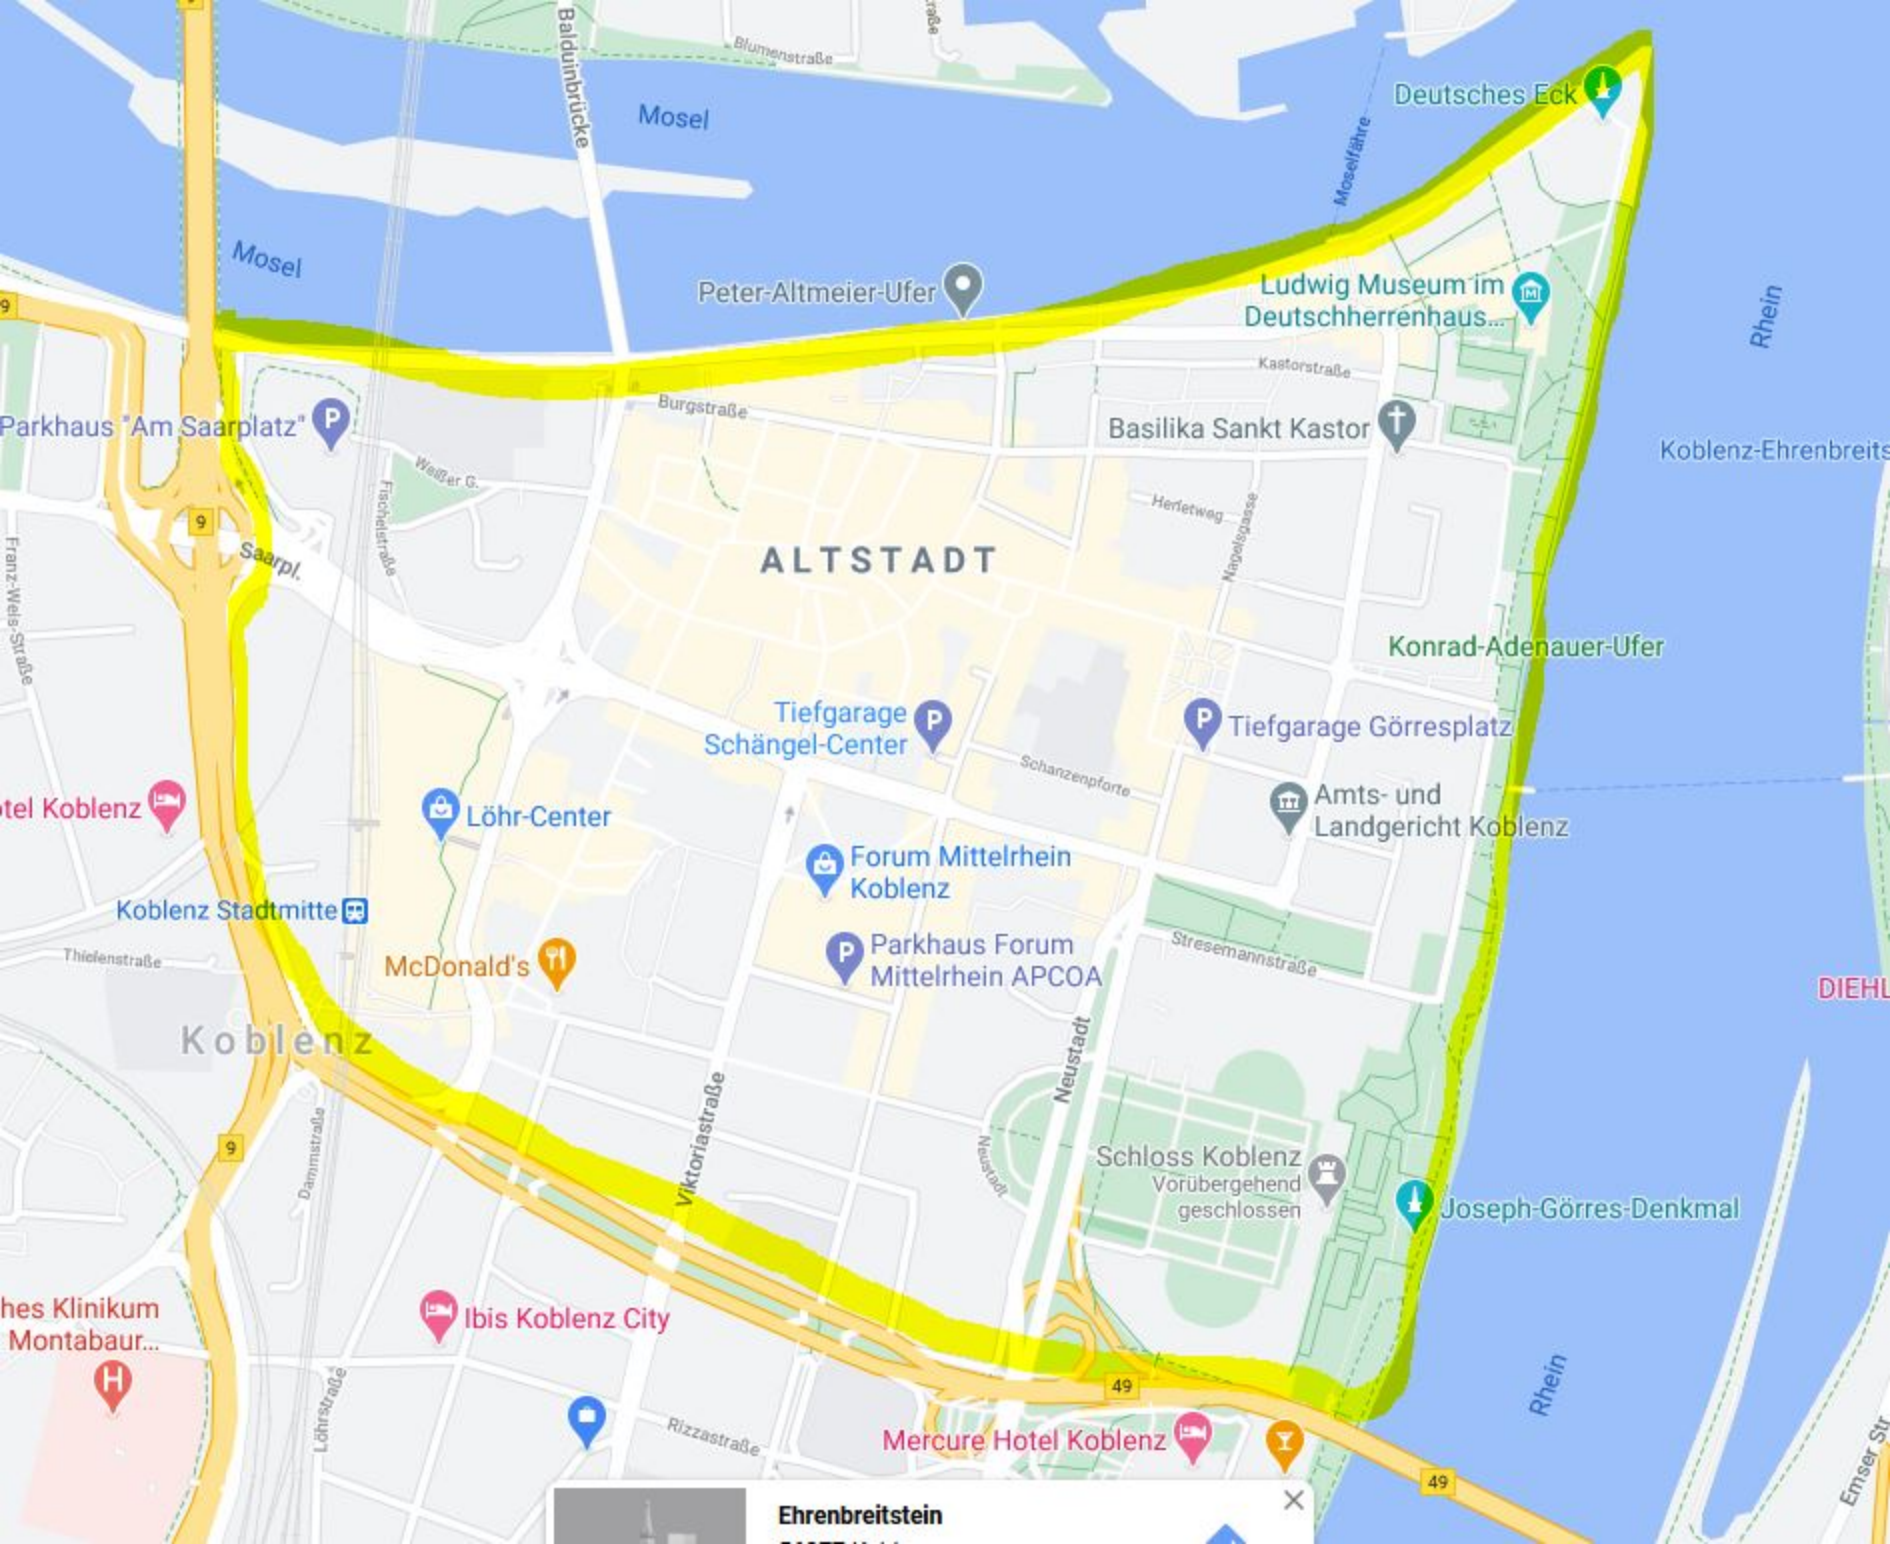 9
Balduinbrücke
Blumenstraße
raße
Mosel
Deutsches Eck
Moselfähre
Mosel
Peter-Altmeier-Ufer
Ludwig Museum im
Deutschherrenhaus...
Rhein
9
Kastorstraße
Burgstraße
Parkhaus "Am Saarplatz"
Basilika Sankt Kastor
Koblenz-Ehrenbreits
Weißer G.
Fischelstraße
Herletweg
Nagelsgasse
9
Saarpl.
Franz-Weis-Straße
ALTSTADT
Konrad-Adenauer-Ufer
Tiefgarage
Schängel-Center
Tiefgarage Görresplatz
Schanzenpforte
otel Koblenz
Löhr-Center
Amts- und
Landgericht Koblenz
Forum Mittelrhein
Koblenz
Koblenz Stadtmitte
Thielenstraße
McDonald's
Parkhaus Forum
Mittelrhein APCOA
Stresemannstraße
DIEHL
Koblenz
Neustadt
Viktoriastraße
9
Dammstraße
Neustadt
Schloss Koblenz
Vorübergehend
geschlossen
Joseph-Görres-Denkmal
hes Klinikum
Montabaur...
H
Ibis Koblenz City
49
Rhein
Löhrstraße
Rizzastraße
Mercure Hotel Koblenz
49
Emser Str
Ehrenbreitstein